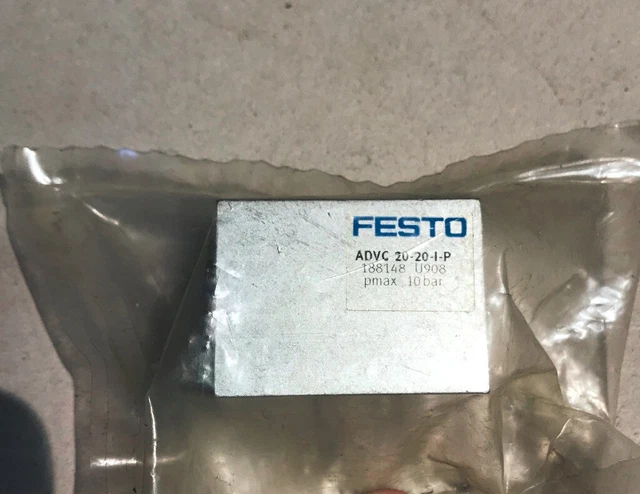 FESTO
ADVC 20-20-I-P
188148 U908
pmax 10bar